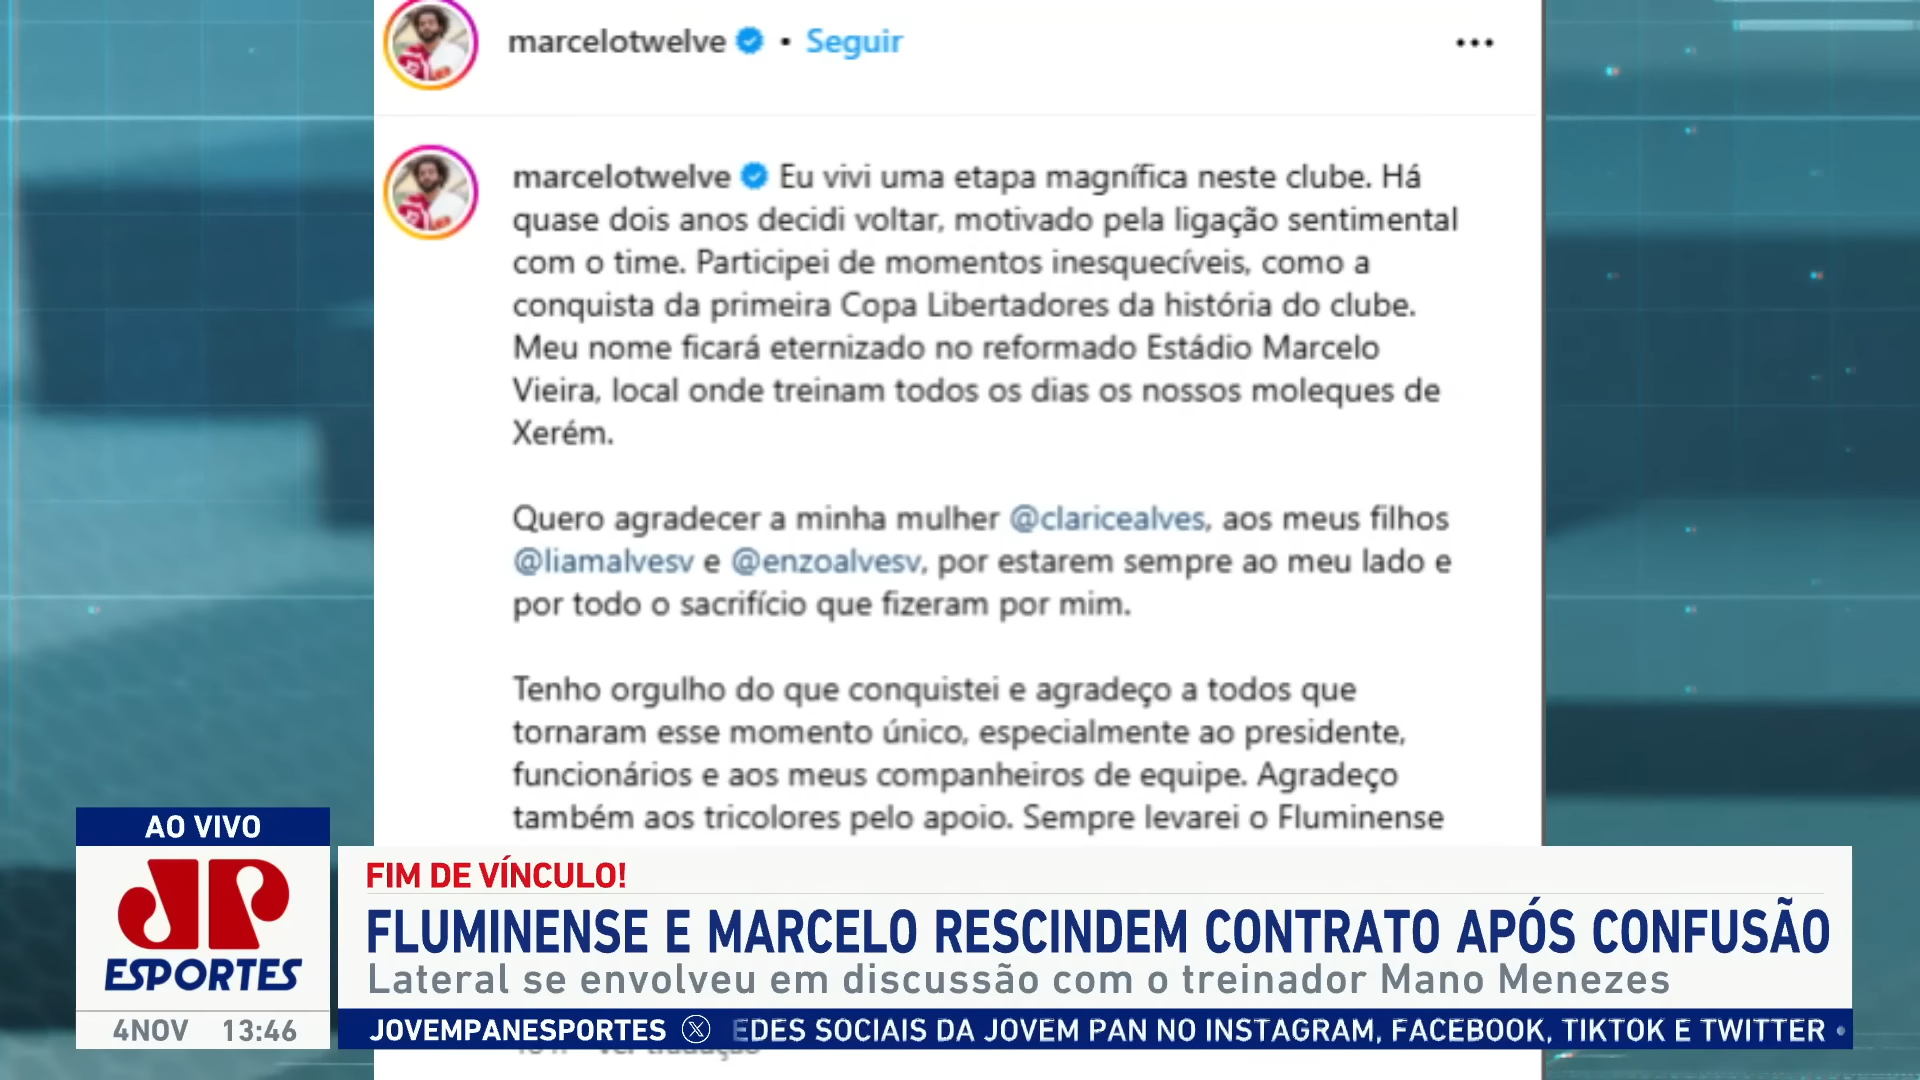 marcelotwelve • Seguir
marcelotwelve Eu vivi uma etapa magnífica neste clube. Há
quase dois anos decidi voltar, motivado pela ligação sentimental
com o time. Participei de momentos inesquecíveis, como a
conquista da primeira Copa Libertadores da história do clube.
Meu nome ficará eternizado no reformado Estádio Marcelo
Vieira, local onde treinam todos os dias os nossos moleques de
Xerém.
Quero agradecer a minha mulher @claricealves, aos meus filhos
@liamalvesv e @enzoalvesv, por estarem sempre ao meu lado e
por todo o sacrifício que fizeram por mim.
Tenho orgulho do que conquistei e agradeço a todos que
tornaram esse momento único, especialmente ao presidente,
funcionários e aos meus companheiros de equipe. Agradeço
também aos tricolores pelo apoio. Sempre levarei o Fluminense
AO VIVO
JP
ESPORTES
4NOV 13:46
FIM DE VÍNCULO!
FLUMINENSE E MARCELO RESCINDEM CONTRATO APÓS CONFUSÃO
Lateral se envolveu em discussão com o treinador Mano Menezes
JOVEMPANESPORTES EDES SOCIAIS DA JOVEM PAN NO INSTAGRAM, FACEBOOK, TIKTOK E TWITTER •